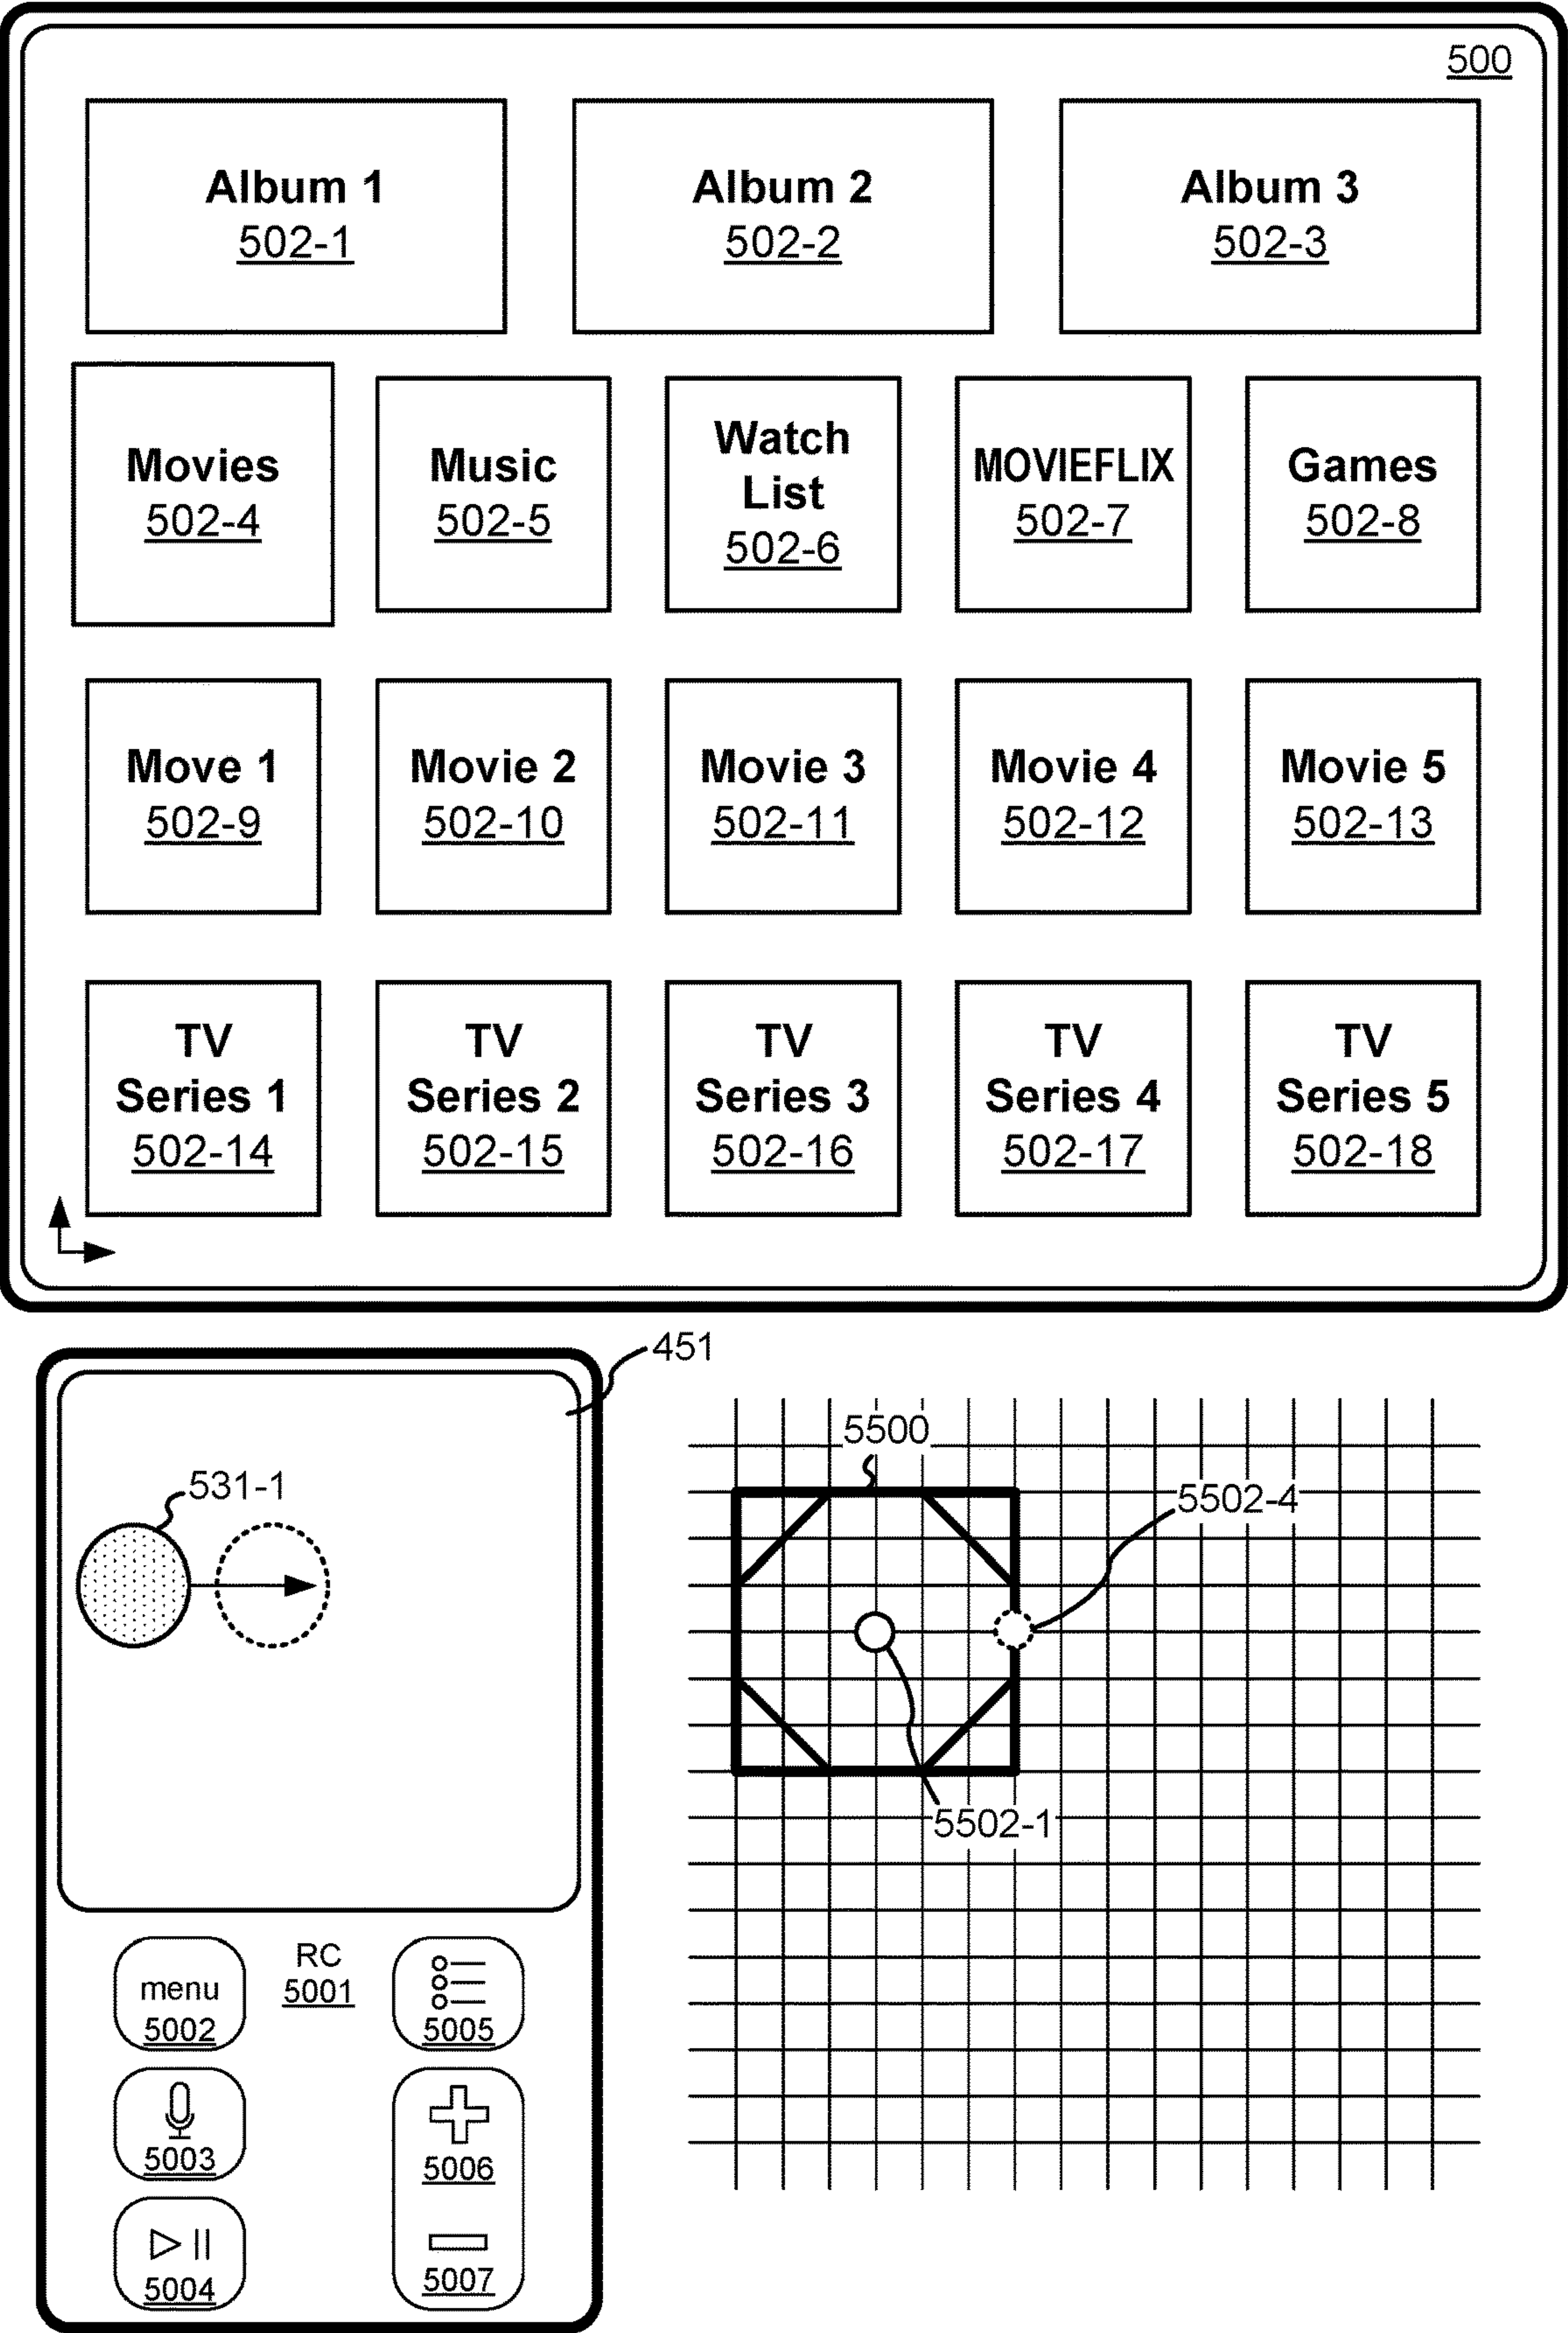 500
Album 1
502-1
Album 2
502-2
Album 3
502-3
Movies
502-4
Music
502-5
Watch
List
502-6
MOVIEFLIX
502-7
Games
502-8
Move 1
502-9
Movie 2
502-10
Movie 3
502-11
Movie 4
502-12
Movie 5
502-13
TV
Series 1
502-14
TV
Series 2
502-15
TV
Series 3
502-16
TV
Series 4
502-17
TV
Series 5
502-18
451
531-1
menu
5002
RC
5001
5005
5003
5006
5004
5007
5500
5502-4
5502-1